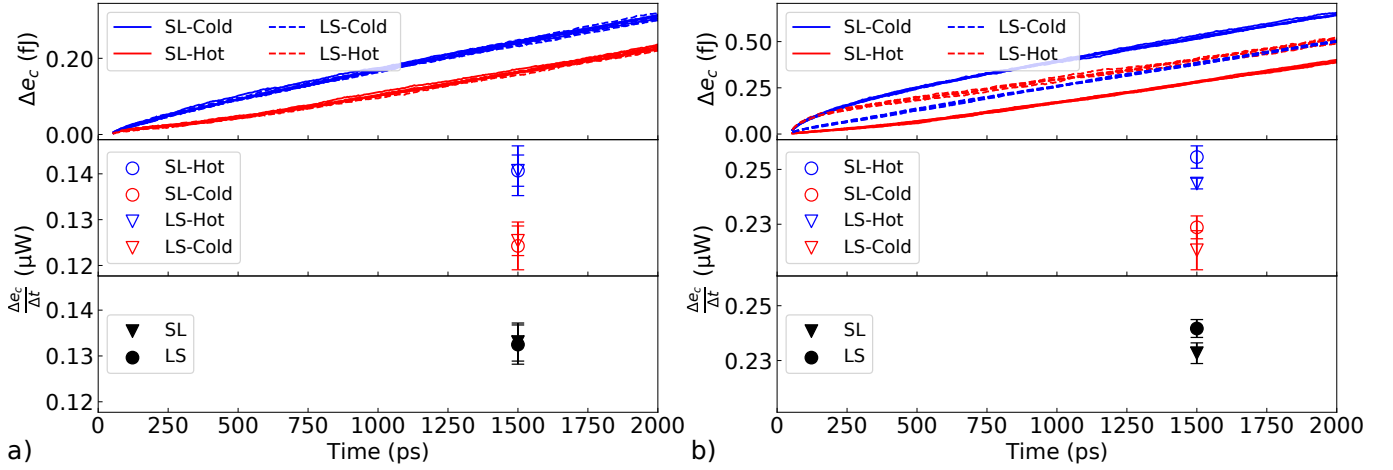 SL-Cold
LS-Cold
SL-Hot
LS-Hot
Δe_c (fJ)
0.20
0.00
SL-Hot
SL-Cold
LS-Hot
LS-Cold
0.14
0.13
0.12
Δe_c/Δt (μW)
SL
LS
0.14
0.13
0.12
0 250 500 750 1000 1250 1500 1750 2000
Time (ps)
a)
SL-Cold
LS-Cold
SL-Hot
LS-Hot
Δe_c (fJ)
0.50
0.25
0.00
SL-Hot
SL-Cold
LS-Hot
LS-Cold
0.25
0.23
(μW)
SL
LS
0.25
0.23
Δe_c/Δt
0 250 500 750 1000 1250 1500 1750 2000
Time (ps)
b)